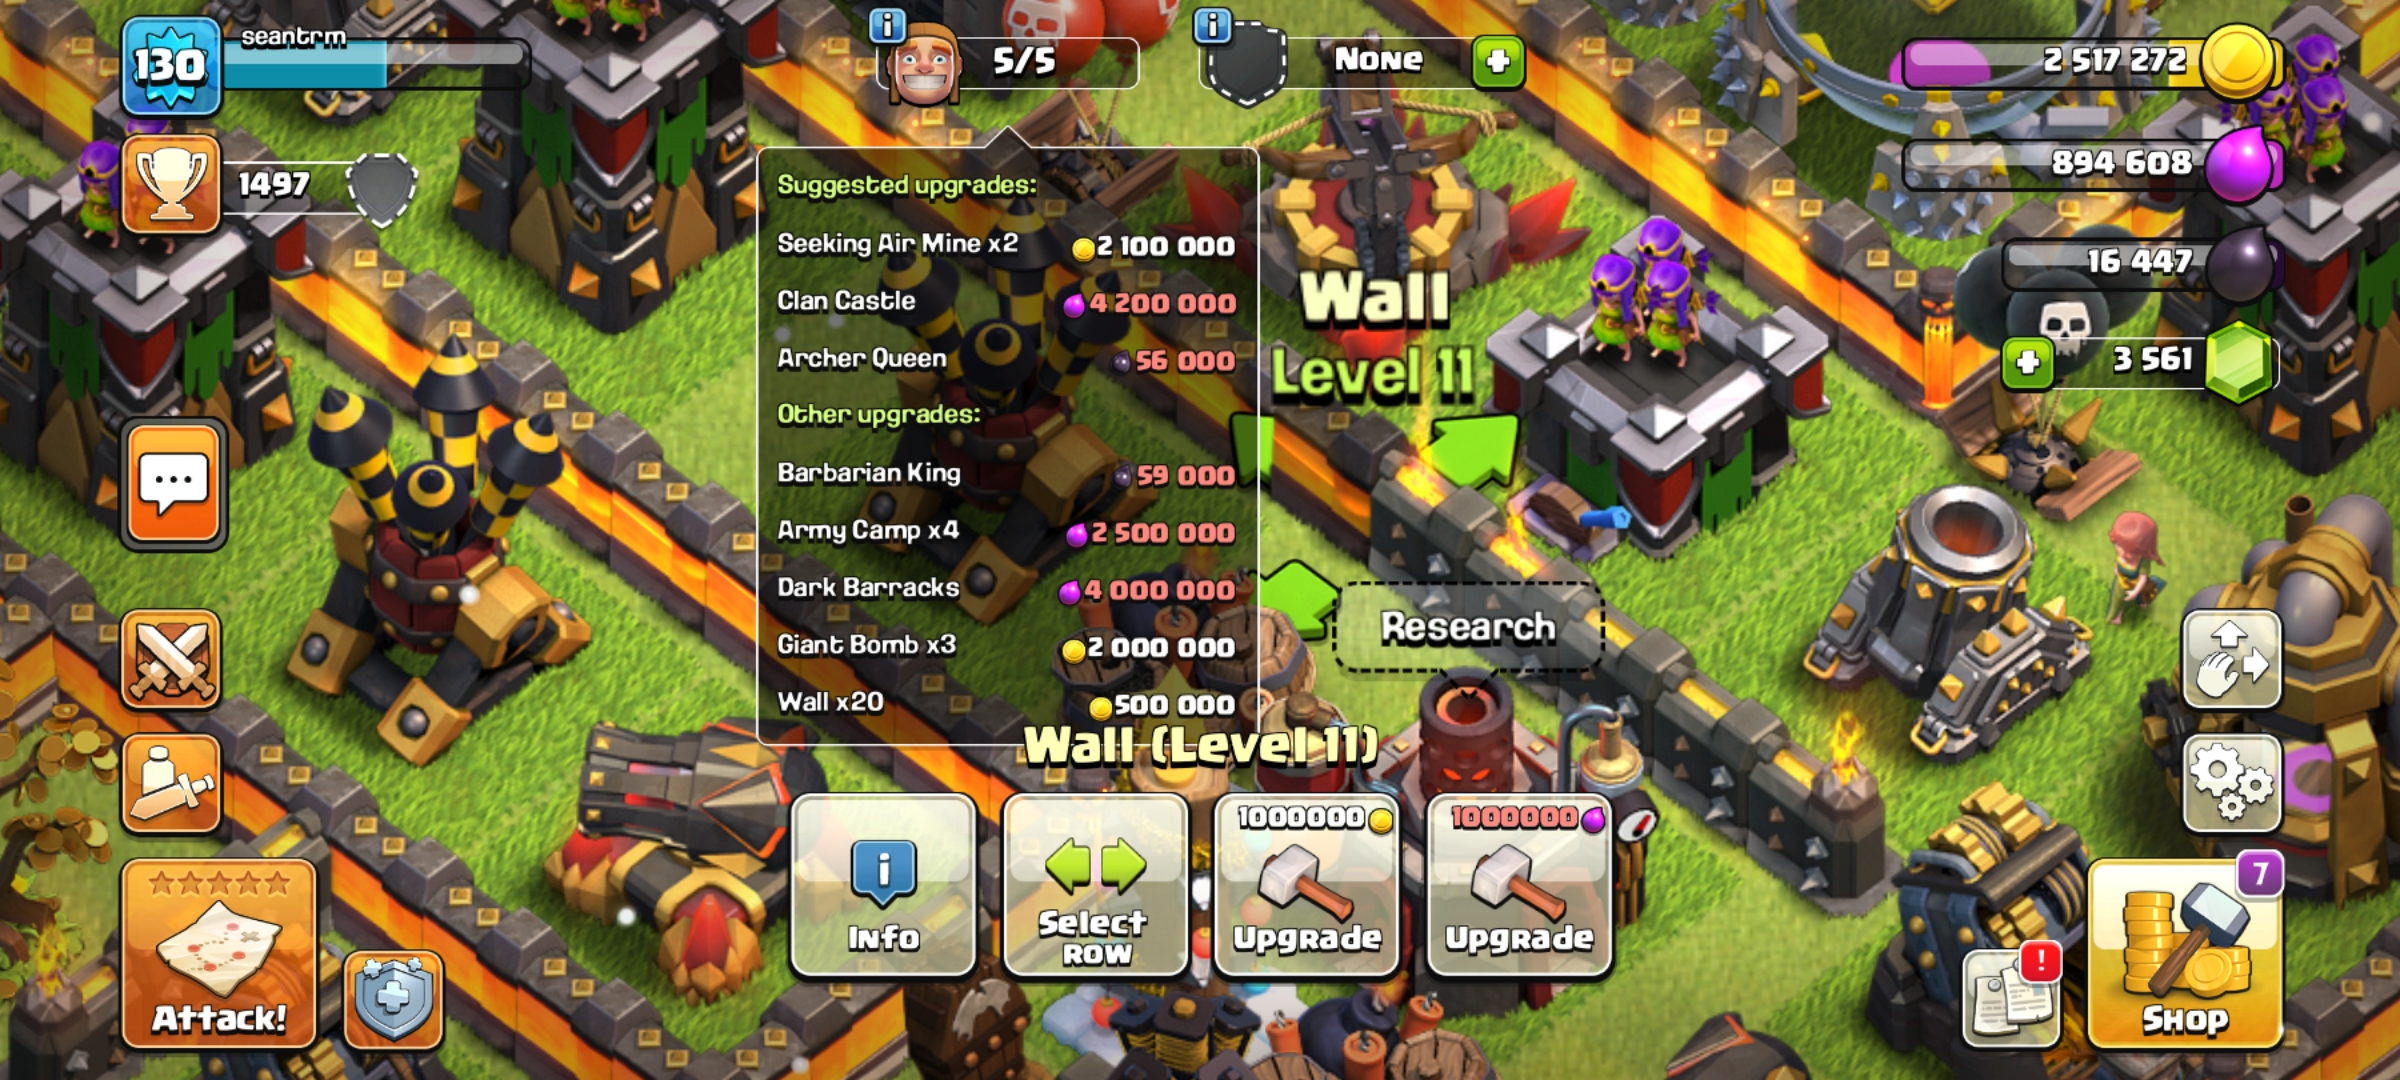 130
seantrm
5/5
None
2 517 272
1497
894 608
16 447
3 561
Suggested upgrades:
Seeking Air Mine x2 2 100 000
Clan Castle 4 200 000
Archer Queen 56 000
Other upgrades:
Barbarian King 59 000
Army Camp x4 2 500 000
Dark Barracks 4 000 000
Giant Bomb x3 2 000 000
Wall x20 500 000
Wall
Level 11
Research
Wall (Level 11)
Info
Select
Row
1000000
Upgrade
1000000
Upgrade
Attack!
!
7
Shop